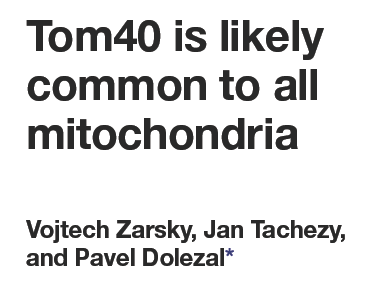 Tom40 is likely
common to all
mitochondria
Vojtech Zarsky, Jan Tachezy,
and Pavel Dolezal*